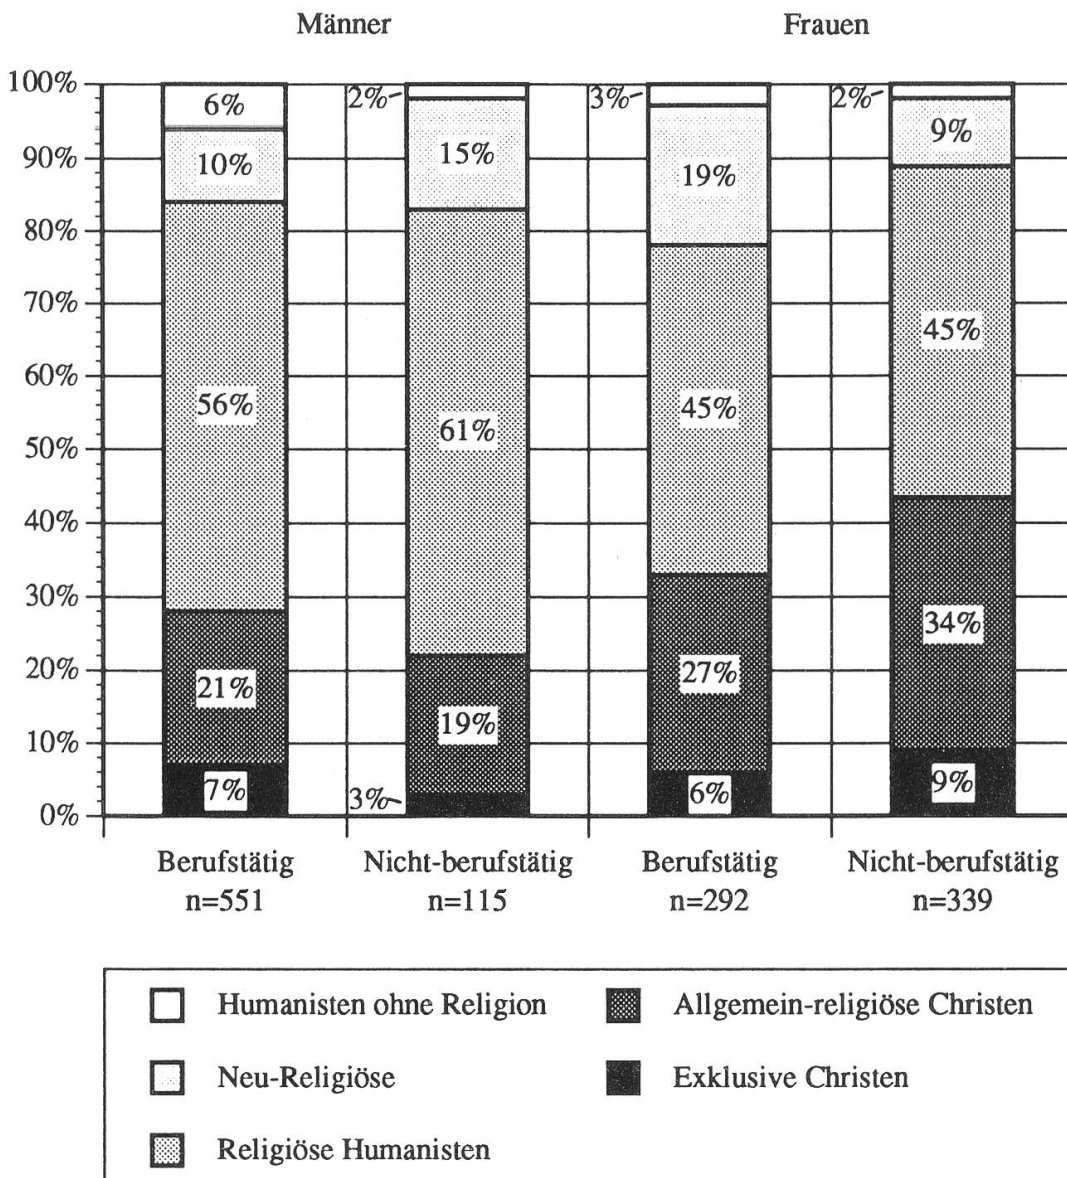 Männer Frauen
100%
90%
80%
70%
60%
50%
40%
30%
20%
10%
0%
6% 2% 3% 2%
10% 15% 19% 9%
56% 61% 45% 45%
21% 19% 27% 34%
7% 3% 6% 9%
Berufstätig Nicht-berufstätig Berufstätig Nicht-berufstätig
n=551 n=115 n=292 n=339
Humanisten ohne Religion Allgemein-religiöse Christen
Neu-Religiöse Exklusive Christen
Religiöse Humanisten